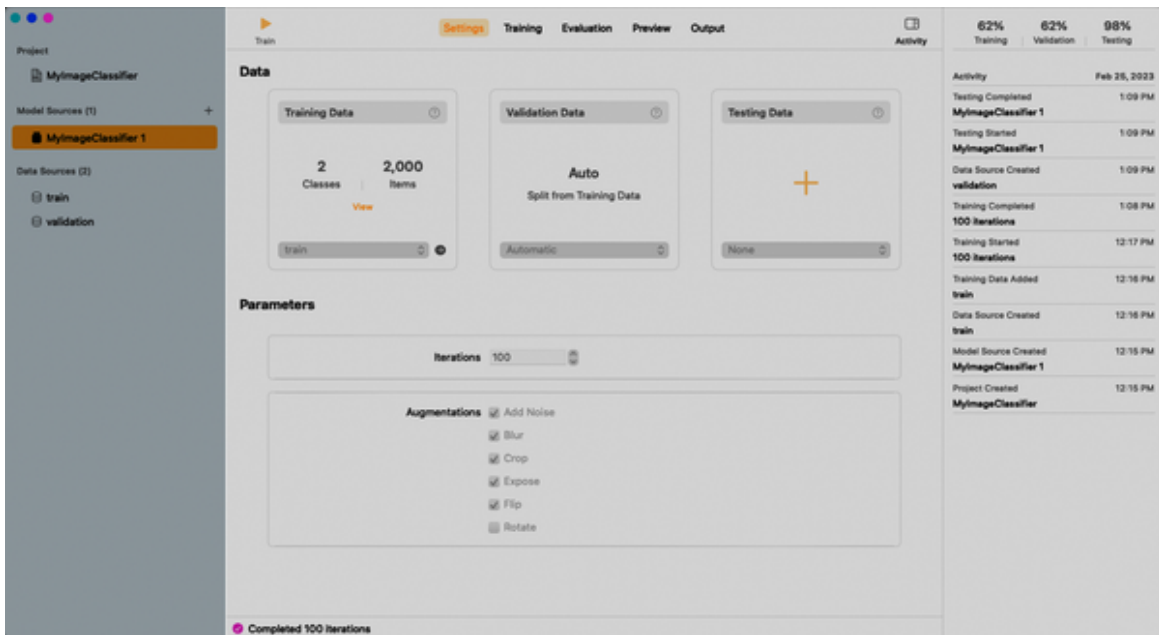 Project
MyImageClassifier
Model Sources (1) +
MyImageClassifier 1
Data Sources (2)
train
validation
Train
Settings Training Evaluation Preview Output
Activity
Data
Training Data
2 2,000
Classes Items
View
train
Validation Data
Auto
Split from Training Data
Automatic
Testing Data
None
Parameters
Iterations 100
Augmentations Add Noise
Blur
Crop
Expose
Flip
Rotate
Completed 100 iterations
62% 62% 98%
Training Validation Testing
Activity Feb 25, 2023
Testing Completed 1:09 PM
MyImageClassifier 1
Testing Started 1:09 PM
MyImageClassifier 1
Data Source Created 1:09 PM
validation
Training Completed 1:08 PM
100 iterations
Training Started 12:17 PM
100 iterations
Training Data Added 12:16 PM
train
Data Source Created 12:16 PM
train
Model Source Created 12:15 PM
MyImageClassifier 1
Project Created 12:15 PM
MyImageClassifier